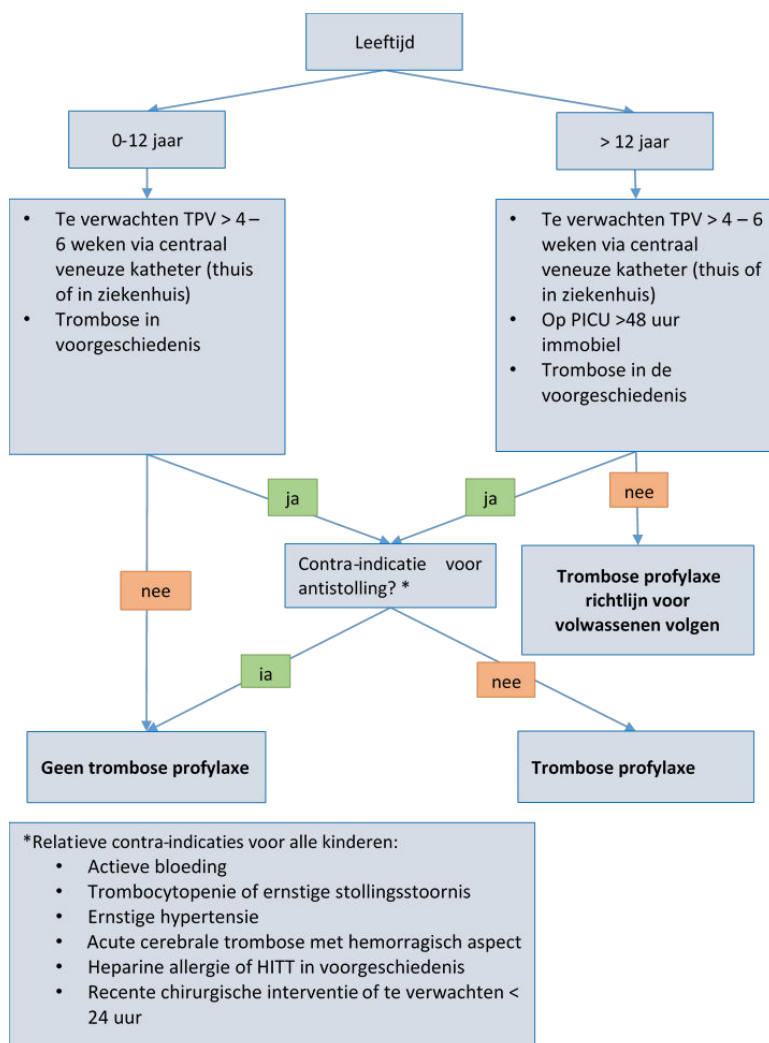 Leeftijd
0-12 jaar
> 12 jaar
• Te verwachten TPV > 4 –
6 weken via centraal
veneuze katheter (thuis
of in ziekenhuis)
• Trombose in
voorgeschiedenis
• Te verwachten TPV > 4 – 6
weken via centraal
veneuze katheter (thuis of
in ziekenhuis)
• Op PICU >48 uur
immobiel
• Trombose in de
voorgeschiedenis
ja
ja
nee
nee
Contra-indicatie voor
antistolling? *
Trombose profylaxe
richtlijn voor
volwassenen volgen
ia
nee
Geen trombose profylaxe
Trombose profylaxe
*Relatieve contra-indicaties voor alle kinderen:
• Actieve bloeding
• Trombocytopenie of ernstige stollingsstoornis
• Ernstige hypertensie
• Acute cerebrale trombose met hemorragisch aspect
• Heparine allergie of HITT in voorgeschiedenis
• Recente chirurgische interventie of te verwachten <
24 uur